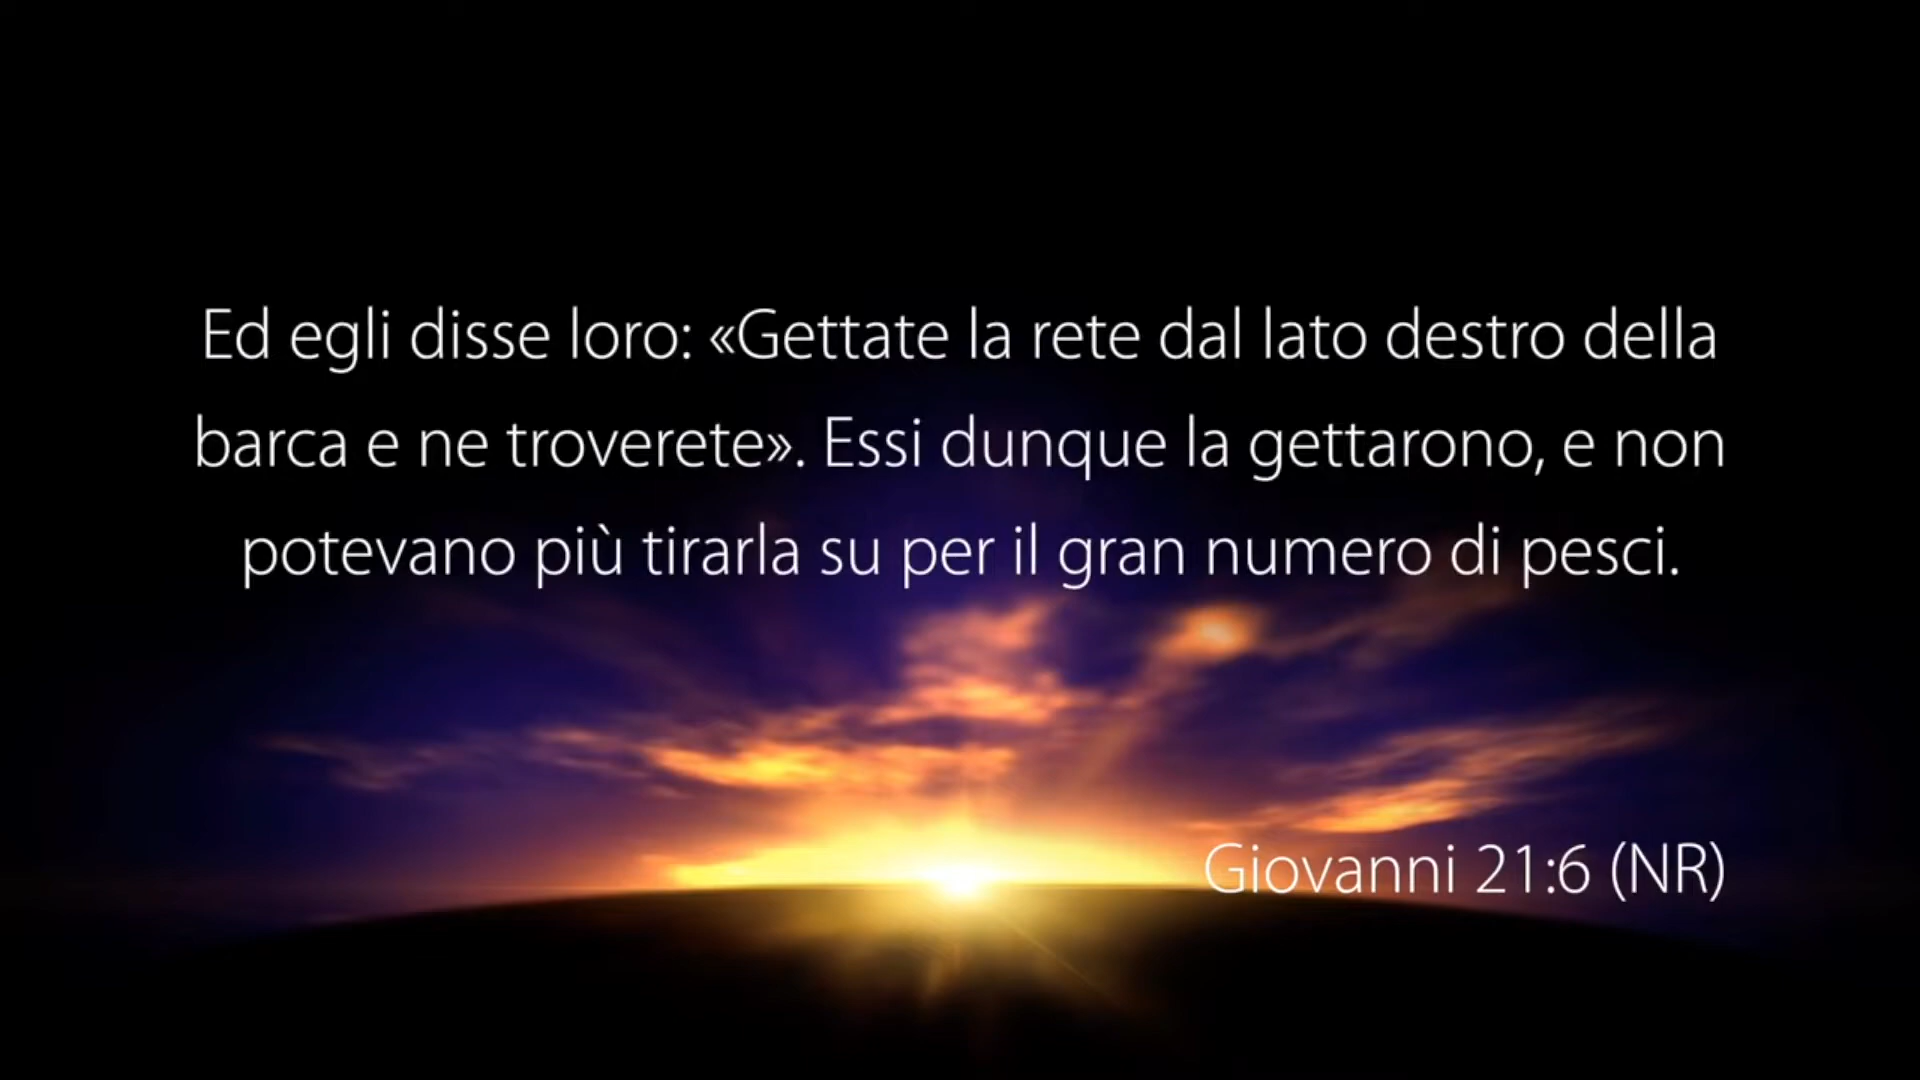 Ed egli disse loro: «Gettate la rete dal lato destro della
barca e ne troverete». Essi dunque la gettarono, e non
potevano più tirarla su per il gran numero di pesci.
Giovanni 21:6 (NR)